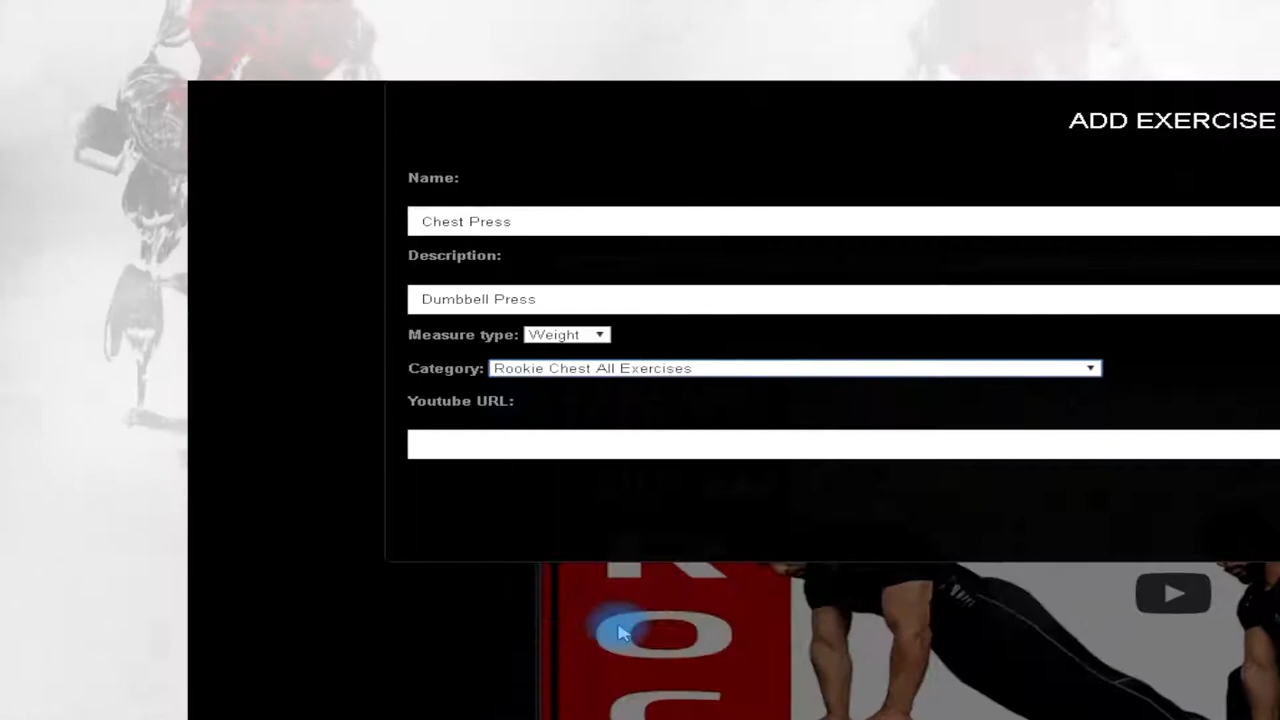 ADD EXERCISE
Name:
Chest Press
Description:
Dumbbell Press
Measure type: Weight
Category: Rookie Chest All Exercises
Youtube URL:
O